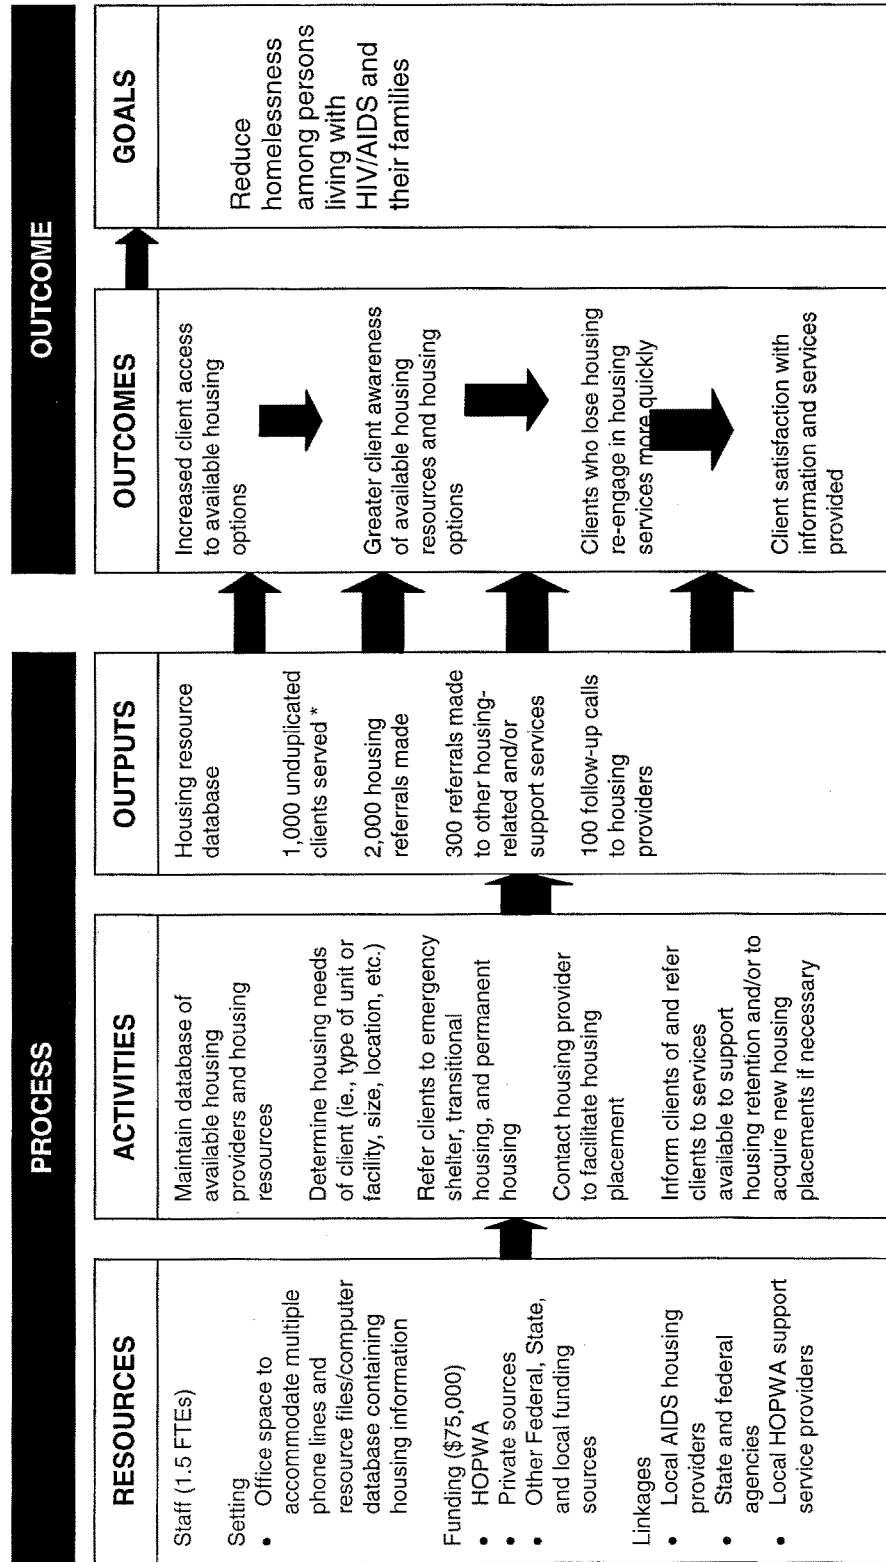 PROCESS
OUTCOME
RESOURCES
Staff (1.5 FTEs)
Setting
• Office space to
accommodate multiple
phone lines and
resource files/computer
database containing
housing information
Funding ($75,000)
• HOPWA
• Private sources
• Other Federal, State,
and local funding
sources
Linkages
• Local AIDS housing
providers
• State and federal
agencies
• Local HOPWA support
service providers
ACTIVITIES
Maintain database of
available housing
providers and housing
resources
Determine housing needs
of client (ie., type of unit or
facility, size, location, etc.)
Refer clients to emergency
shelter, transitional
housing, and permanent
housing
Contact housing provider
to facilitate housing
placement
Inform clients of and refer
clients to services
available to support
housing retention and/or to
acquire new housing
placements if necessary
OUTPUTS
Housing resource
database
1,000 unduplicated
clients served *
2,000 housing
referrals made
300 referrals made
to other housing-
related and/or
support services
100 follow-up calls
to housing
providers
OUTCOMES
Increased client access
to available housing
options
Greater client awareness
of available housing
resources and housing
options
Clients who lose housing
re-engage in housing
services more quickly
Client satisfaction with
information and services
provided
GOALS
Reduce
homelessness
among persons
living with
HIV/AIDS and
their families